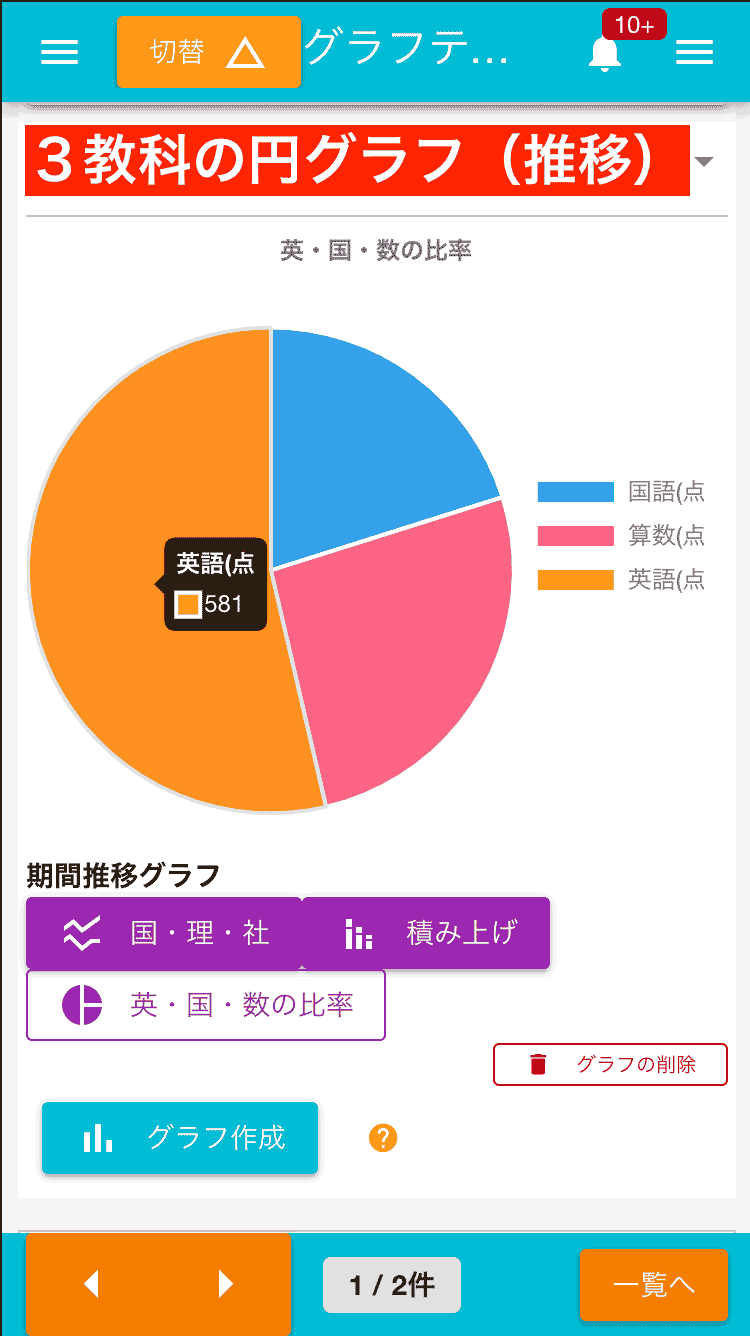 切替
グラフテ...
10+
3教科の円グラフ（推移）
英・国・数の比率
国語(点
算数(点
英語(点
英語(点
581
期間推移グラフ
国・理・社
積み上げ
英・国・数の比率
グラフの削除
グラフ作成
?
1 / 2件
一覧へ